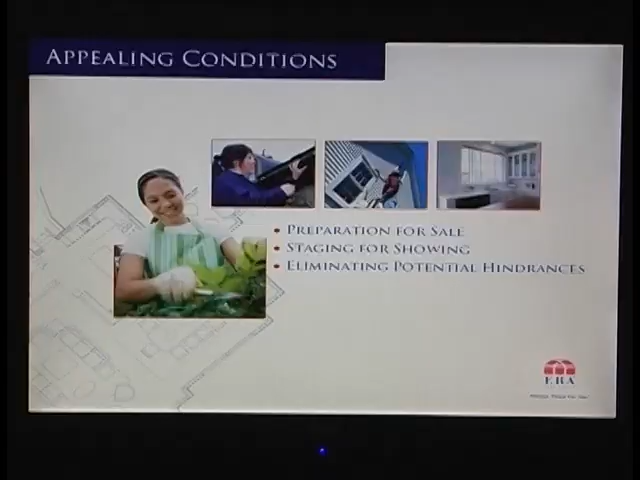 APPEALING CONDITIONS
• PREPARATION FOR SALE
• STAGING FOR SHOWING
• ELIMINATING POTENTIAL HINDRANCES
ERA